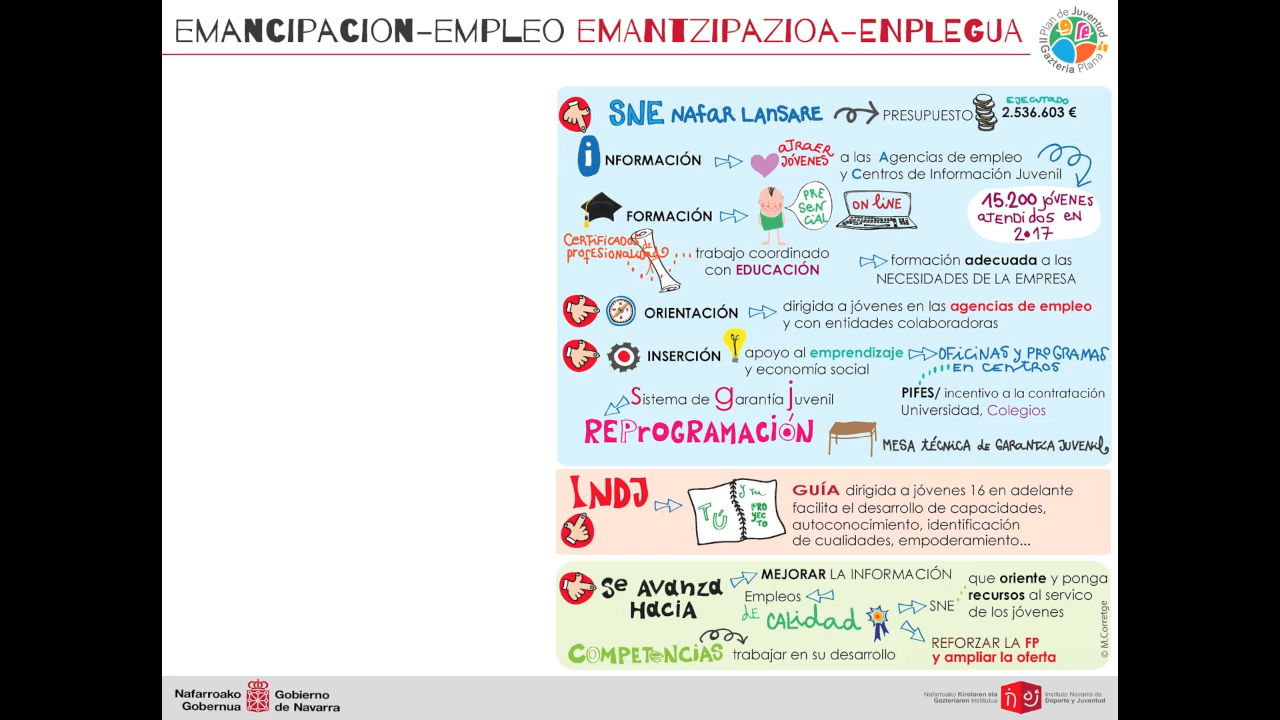 EMANCIPACION-EMPLEO EMANTZIPAZIOA-ENPLEGUA
II Plan de Juventud
Gazteria Plana
SNE NAFAR LANSARE PRESUPUESTO EJECUTADO
2.536.603 €
iNFORMACIÓN ATRAER JÓVENES a las Agencias de empleo
y Centros de Información Juvenil
FORMACIÓN PRE SEN CIAL ON LINE
15.200 JÓVENES
ATENDIDOS EN
2017
CERTIFICADOS DE
PROFESIONALIDAD
trabajo coordinado
con EDUCACIÓN
formación adecuada a las
NECESIDADES DE LA EMPRESA
ORIENTACIÓN dirigida a jóvenes en las agencias de empleo
y con entidades colaboradoras
INSERCIÓN apoyo al emprendizaje
y economía social
OFICINAS Y PROGRAMAS
EN CENTROS
PIFES/ incentivo a la contratación
Universidad, Colegios
Sistema de garantía juvenil
REPROGRAMACIÓN
MESA TÉCNICA de GARANTÍA JUVENIL
INDJ
TÚ
Y TU
PRO
YEC
TO
GUÍA dirigida a jóvenes 16 en adelante
facilita el desarrollo de capacidades,
autoconocimiento, identificación
de cualidades, empoderamiento...
SE AVANZA
HACIA
MEJORAR LA INFORMACIÓN
Empleos
DE CALIDAD
SNE
que oriente y ponga
recursos al servico
de los jóvenes
REFORZAR LA FP
y ampliar la oferta
COMPETENCIAS trabajar en su desarrollo
© M.Corretge
Nafarroako
Gobernua
Gobierno
de Navarra
Nafarroako Kirolaren eta
Gazteriaren Institutua
Instituto Navarro de
Deporte y Juventud